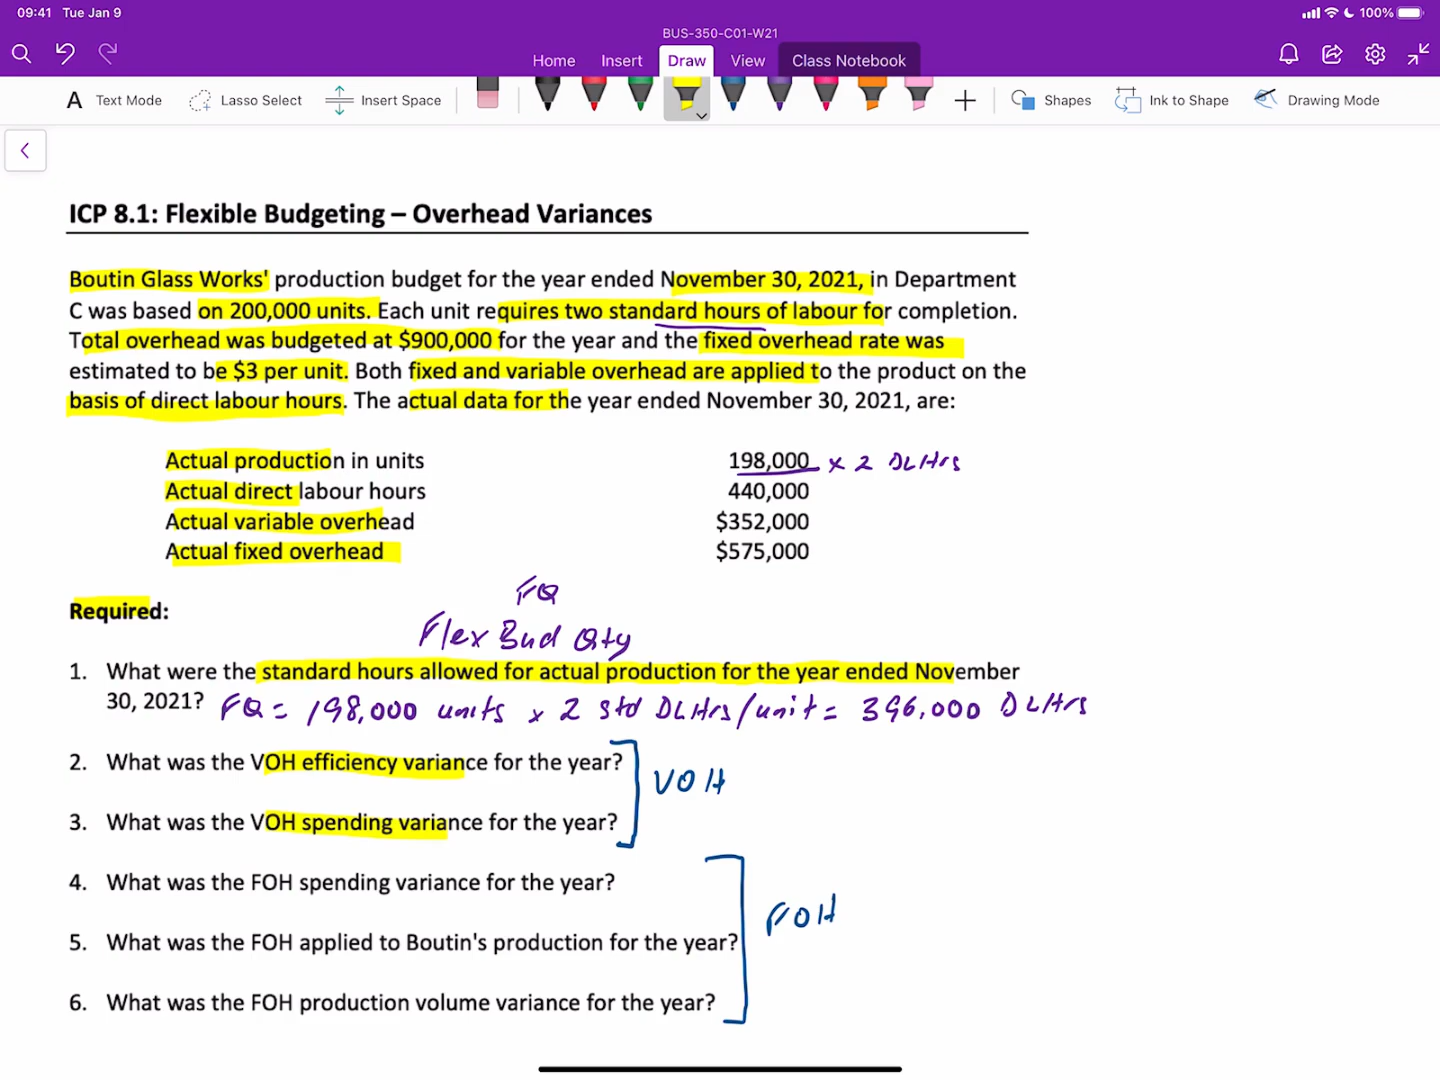 09:41 Tue Jan 9
100%
BUS-350-C01-W21
Home Insert Draw View Class Notebook
A Text Mode Lasso Select Insert Space Shapes Ink to Shape Drawing Mode
ICP 8.1: Flexible Budgeting – Overhead Variances
Boutin Glass Works' production budget for the year ended November 30, 2021, in Department
C was based on 200,000 units. Each unit requires two standard hours of labour for completion.
Total overhead was budgeted at $900,000 for the year and the fixed overhead rate was
estimated to be $3 per unit. Both fixed and variable overhead are applied to the product on the
basis of direct labour hours. The actual data for the year ended November 30, 2021, are:
Actual production in units 198,000 x 2 DLHrs
Actual direct labour hours 440,000
Actual variable overhead $352,000
Actual fixed overhead $575,000
FQ
Required:
Flex Bud Qty
1. What were the standard hours allowed for actual production for the year ended November
30, 2021? FQ = 198,000 units x 2 Std DLHrs/unit = 396,000 DLHrs
2. What was the VOH efficiency variance for the year?
VOH
3. What was the VOH spending variance for the year?
4. What was the FOH spending variance for the year?
FOH
5. What was the FOH applied to Boutin's production for the year?
6. What was the FOH production volume variance for the year?